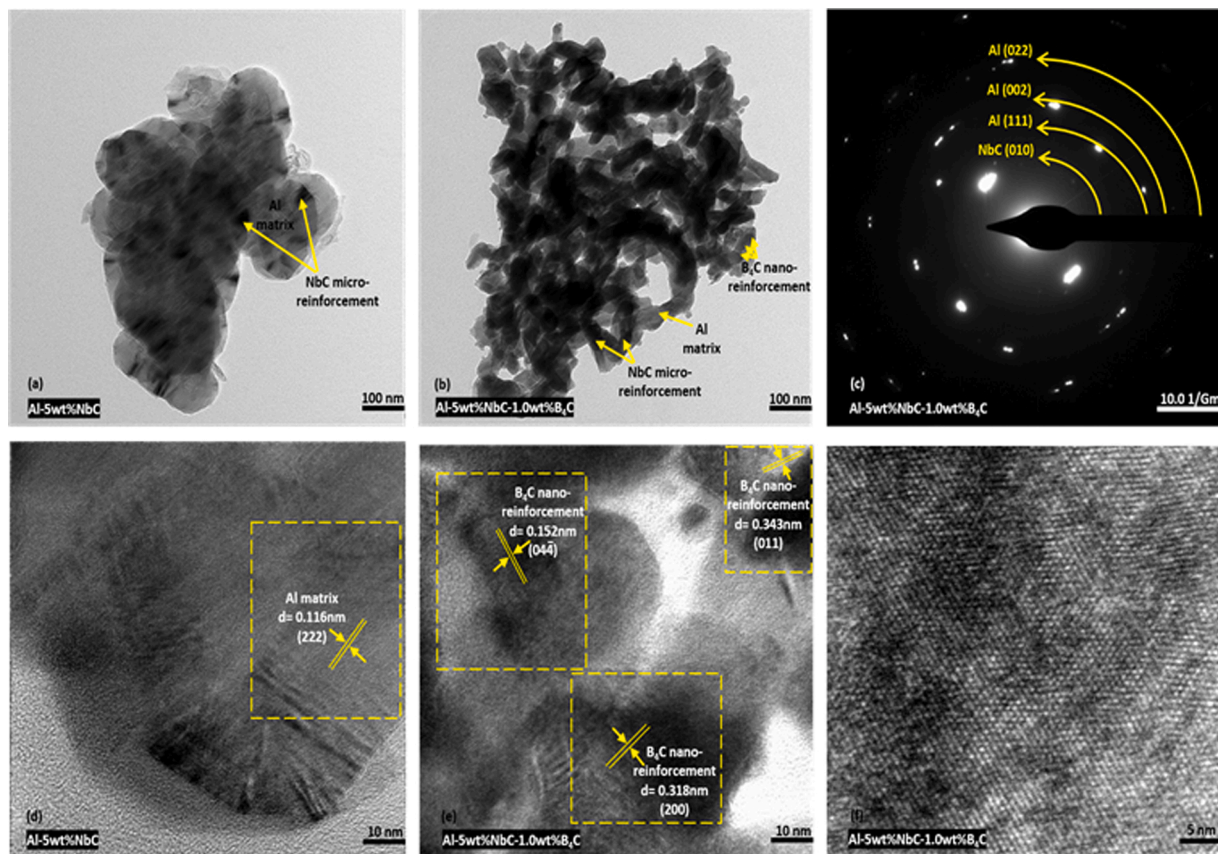 Al
matrix
NbC micro-
reinforcement
(a)
Al-5wt%NbC
100 nm
B₄C nano-
reinforcement
Al
matrix
NbC micro-
reinforcement
(b)
Al-5wt%NbC-1.0wt%B₄C
100 nm
Al (022)
Al (002)
Al (111)
NbC (010)
(c)
Al-5wt%NbC-1.0wt%B₄C
10.0 1/Gm
Al matrix
d= 0.116nm
(222)
(d)
Al-5wt%NbC
10 nm
B₄C nano-
reinforcement
d= 0.152nm
(044̄)
B₄C nano-
reinforcement
d= 0.343nm
(011)
B₄C nano-
reinforcement
d= 0.318nm
(200)
(e)
Al-5wt%NbC-1.0wt%B₄C
10 nm
(f)
Al-5wt%NbC-1.0wt%B₄C
5 nm